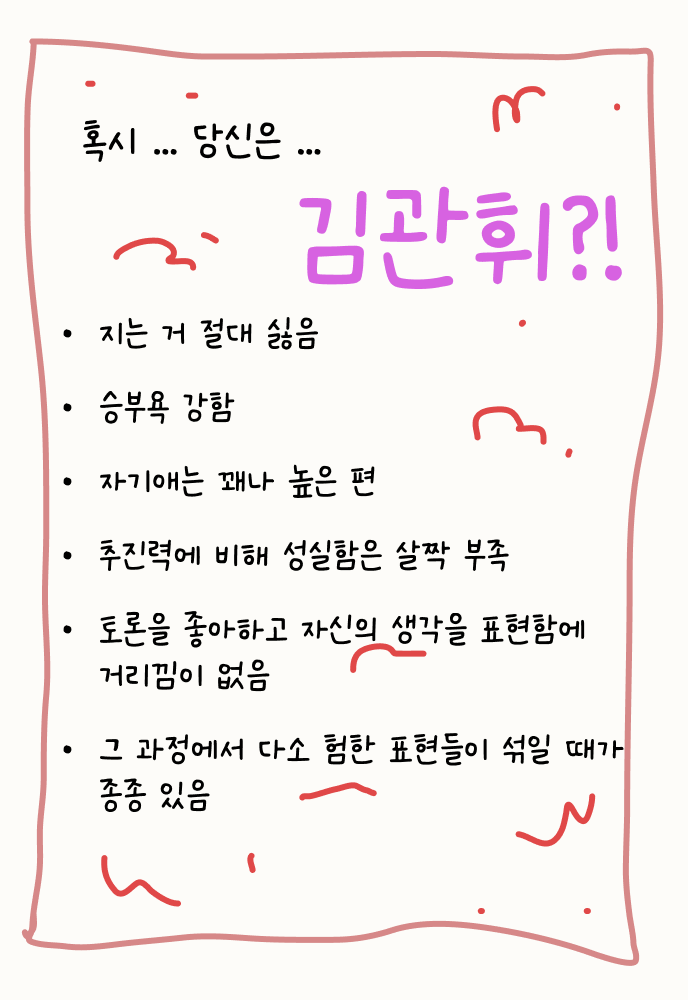 혹시 ... 당신은 ...
김관휘?!
• 지는 거 절대 싫음
• 승부욕 강함
• 자기애는 꽤나 높은 편
• 추진력에 비해 성실함은 살짝 부족
• 토론을 좋아하고 자신의 생각을 표현함에
거리낌이 없음
• 그 과정에서 다소 험한 표현들이 섞일 때가
종종 있음